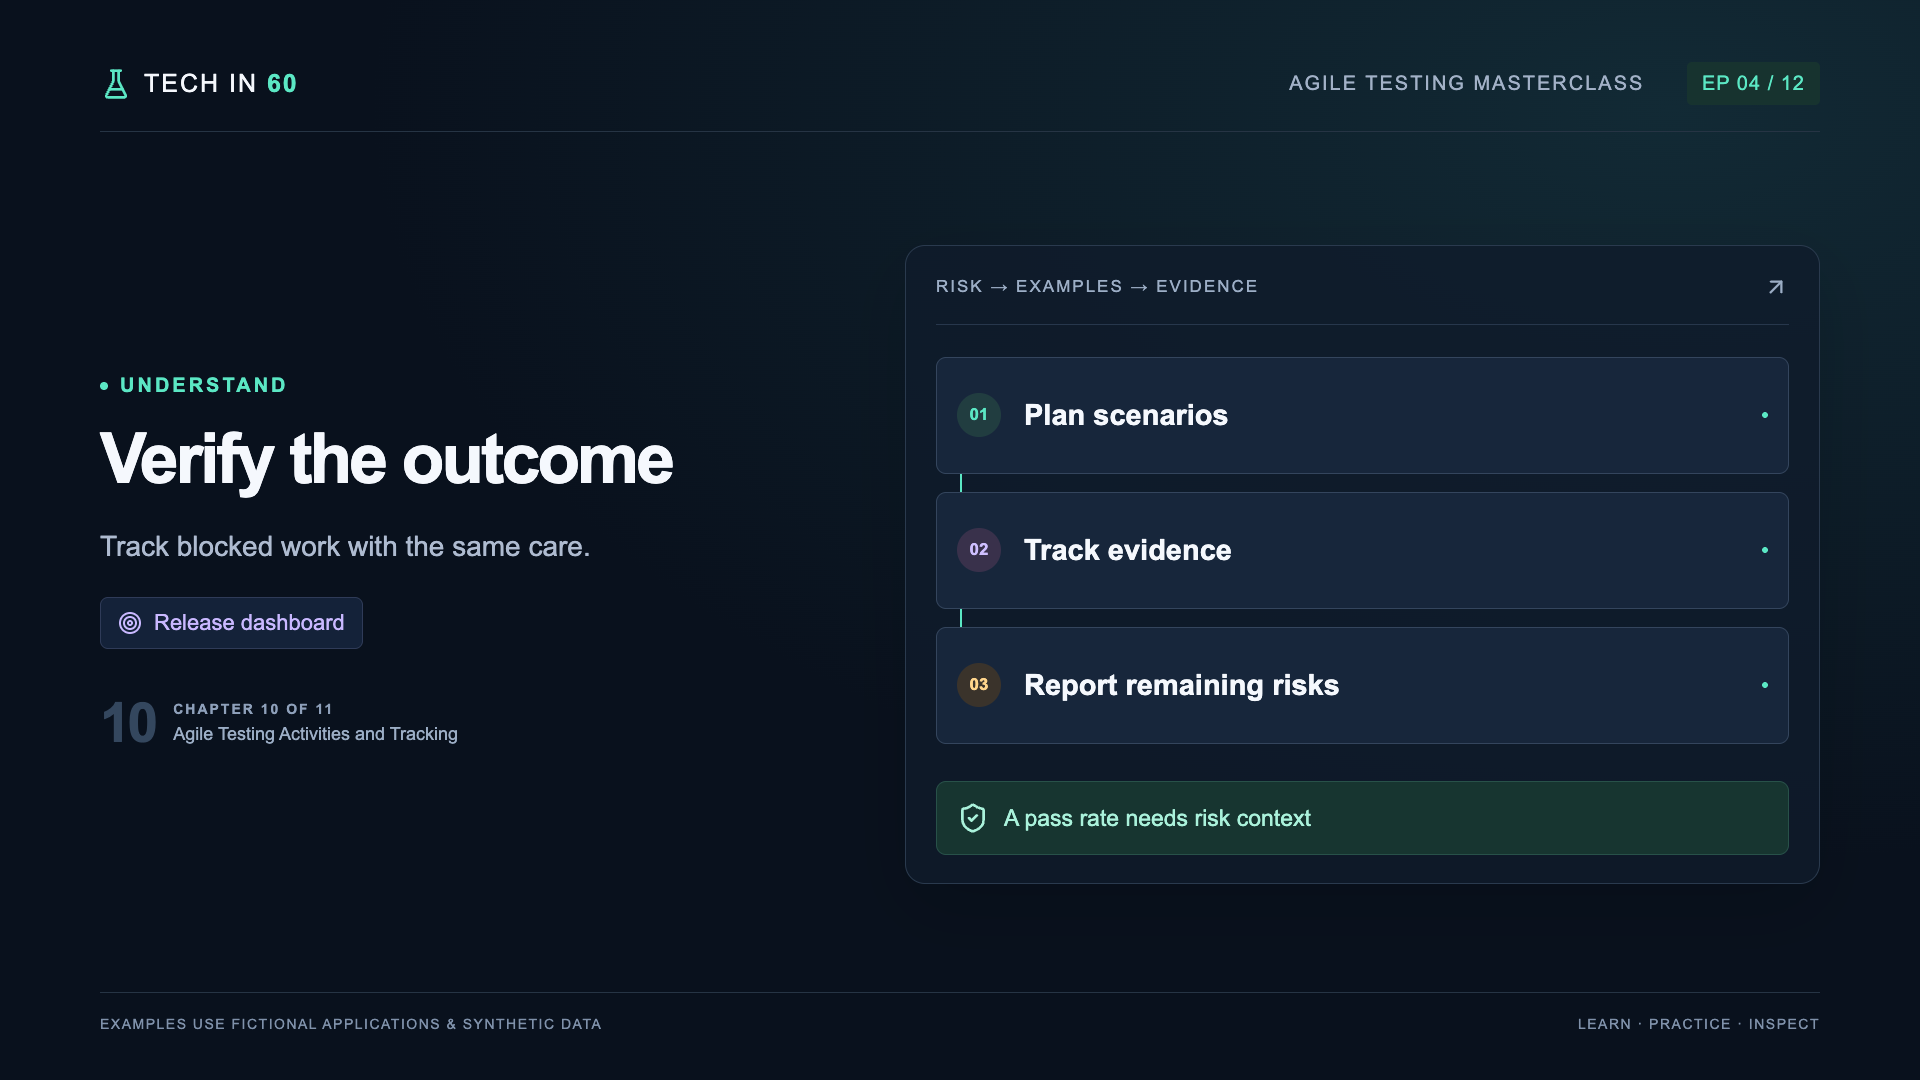 TECH IN 60
AGILE TESTING MASTERCLASS
EP 04 / 12
• UNDERSTAND
Verify the outcome
Track blocked work with the same care.
Release dashboard
10
CHAPTER 10 OF 11
Agile Testing Activities and Tracking
RISK → EXAMPLES → EVIDENCE
01 Plan scenarios
02 Track evidence
03 Report remaining risks
A pass rate needs risk context
EXAMPLES USE FICTIONAL APPLICATIONS & SYNTHETIC DATA
LEARN · PRACTICE · INSPECT